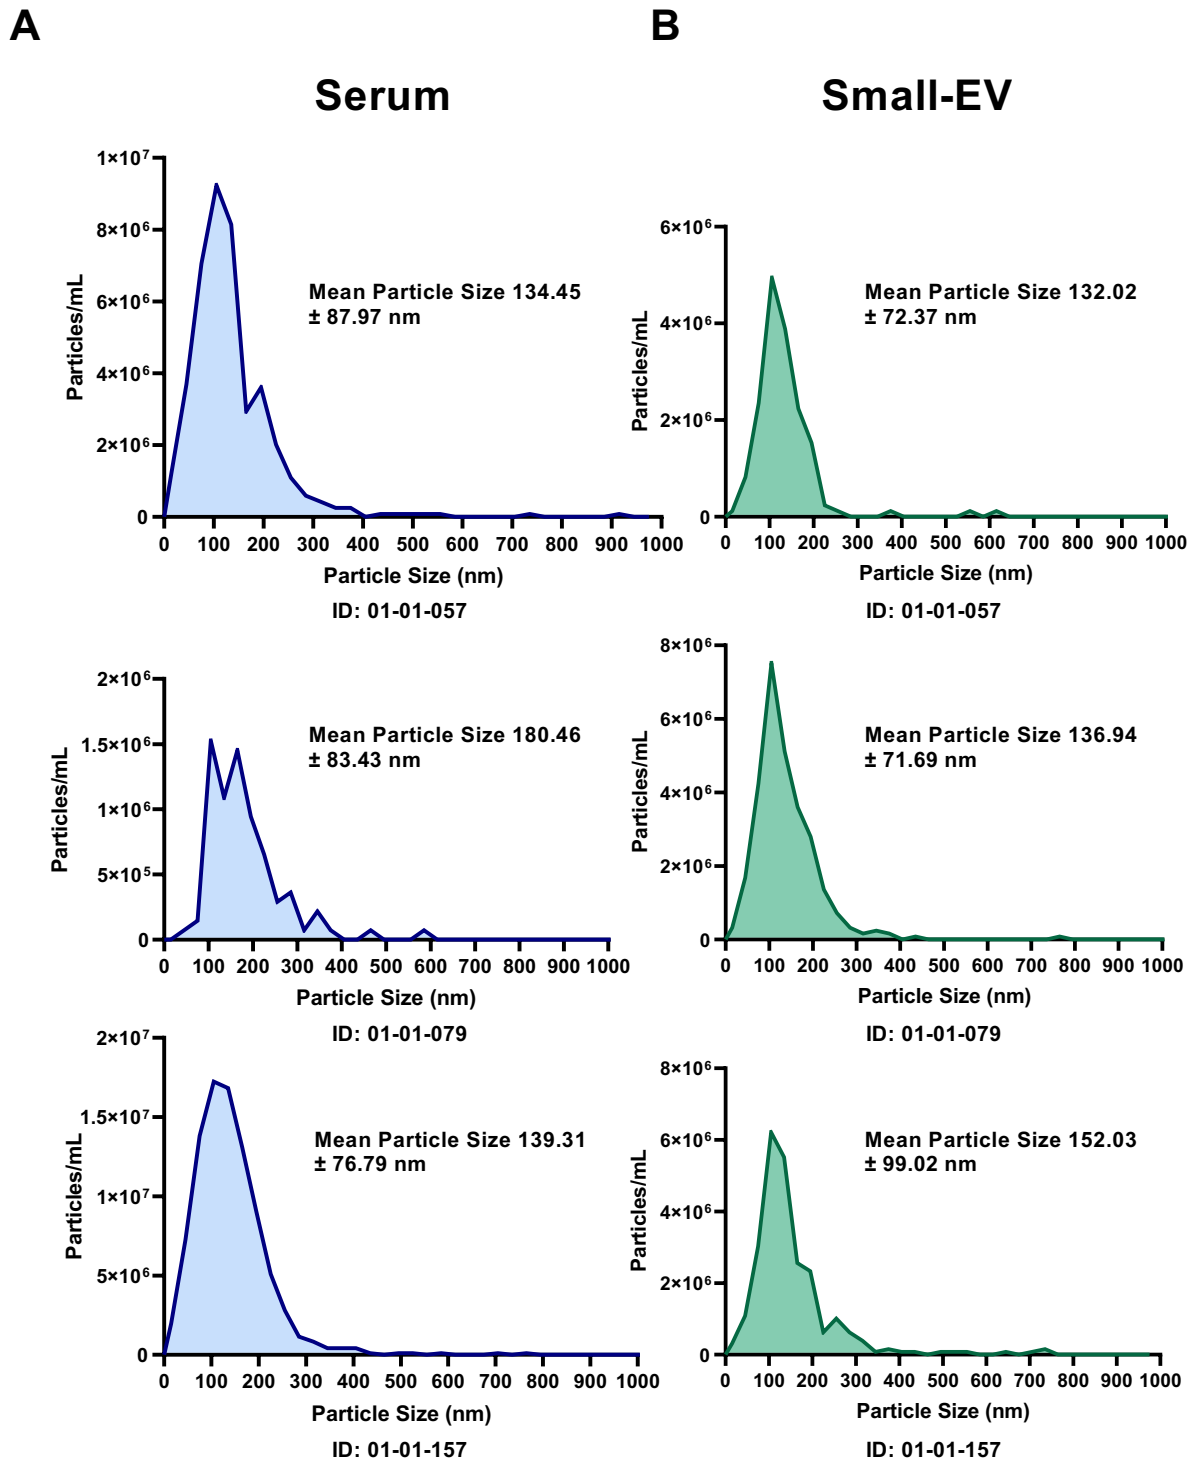 A
B
Serum
Small-EV
1×10⁷
8×10⁶
6×10⁶
4×10⁶
2×10⁶
0
Particles/mL
Mean Particle Size 134.45
± 87.97 nm
0 100 200 300 400 500 600 700 800 900 1000
Particle Size (nm)
ID: 01-01-057
6×10⁶
4×10⁶
2×10⁶
0
Particles/mL
Mean Particle Size 132.02
± 72.37 nm
0 100 200 300 400 500 600 700 800 900 1000
Particle Size (nm)
ID: 01-01-057
2×10⁶
1.5×10⁶
1×10⁶
5×10⁵
0
Particles/mL
Mean Particle Size 180.46
± 83.43 nm
0 100 200 300 400 500 600 700 800 900 1000
Particle Size (nm)
ID: 01-01-079
8×10⁶
6×10⁶
4×10⁶
2×10⁶
0
Particles/mL
Mean Particle Size 136.94
± 71.69 nm
0 100 200 300 400 500 600 700 800 900 1000
Particle Size (nm)
ID: 01-01-079
2×10⁷
1.5×10⁷
1×10⁷
5×10⁶
0
Particles/mL
Mean Particle Size 139.31
± 76.79 nm
0 100 200 300 400 500 600 700 800 900 1000
Particle Size (nm)
ID: 01-01-157
8×10⁶
6×10⁶
4×10⁶
2×10⁶
0
Particles/mL
Mean Particle Size 152.03
± 99.02 nm
0 100 200 300 400 500 600 700 800 900 1000
Particle Size (nm)
ID: 01-01-157